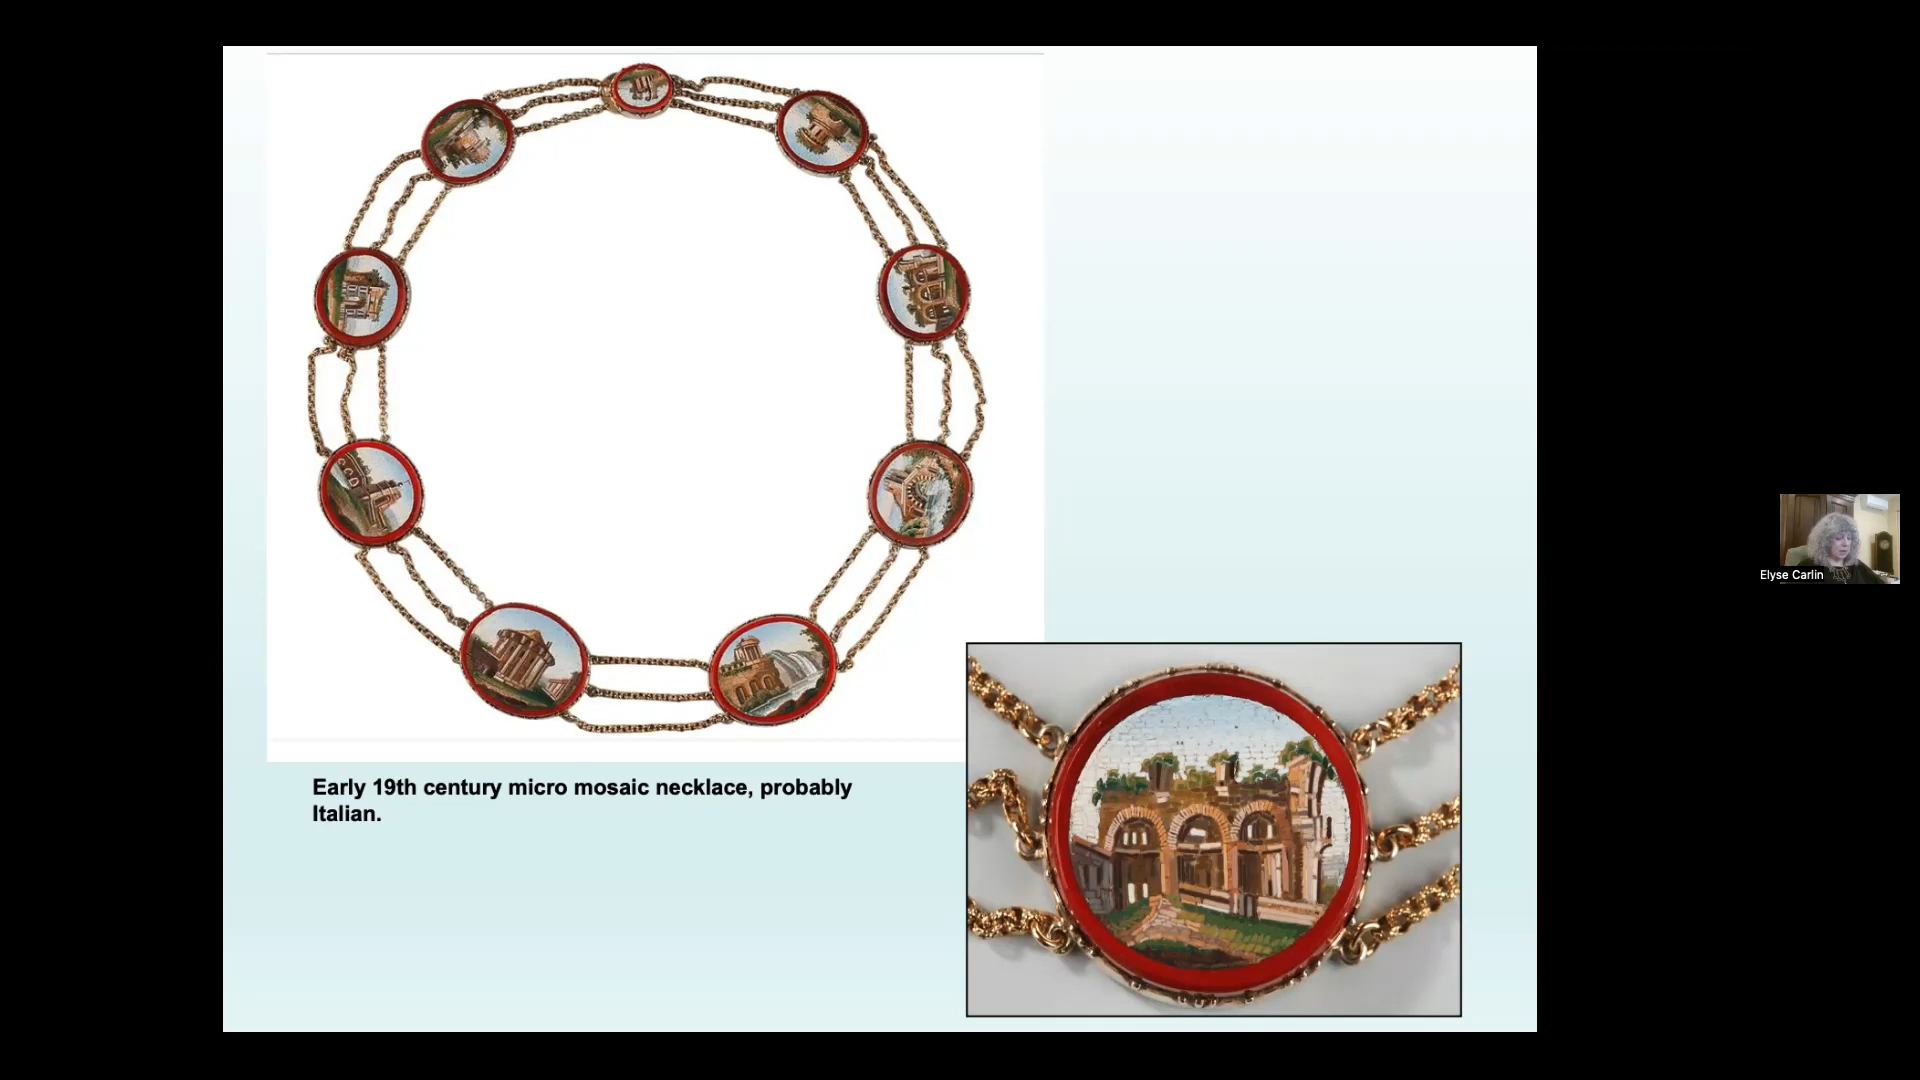 Early 19th century micro mosaic necklace, probably
Italian.
Elyse Carlin